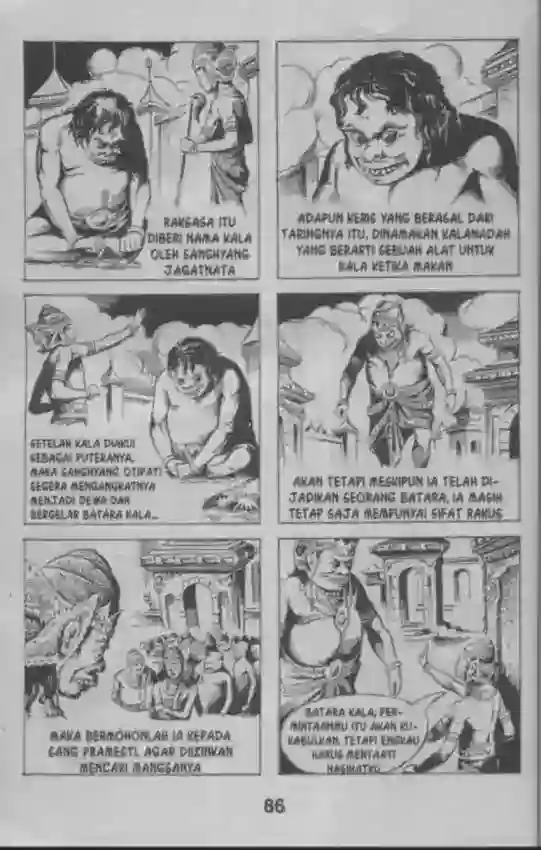 RAKSASA ITU
DIBERI NAMA KALA
OLEH SANGHYANG
JAGATNATA
ADAPUN KERIS YANG BERASAL DARI
TARINGNYA ITU, DINAMAKAN KALANADAH
YANG BERARTI SEBUAH ALAT UNTUK
KALA KETIKA MAKAN
SETELAH KALA DIAKUI
SEBAGAI PUTERANYA,
MAKA SANGHYANG OTIPATI
SEGERA MENGANGKATNYA
MENJADI DEWA DAN
BERGELAR BATARA KALA...
AKAN TETAPI MESKIPUN IA TELAH DI-
JADIKAN SEORANG BATARA, IA MASIH
TETAP SAJA MEMPUNYAI SIFAT RAKUS
MAKA BERMOHONLAH IA KEPADA
SANG PRAMESTI, AGAR DIIZINKAN
MENCARI MANGSANYA
BATARA KALA, PER-
MINTAANMU ITU AKAN KU-
KABULKAN, TETAPI ENGKAU
HARUS MENTAATI
NASIHATKU
86